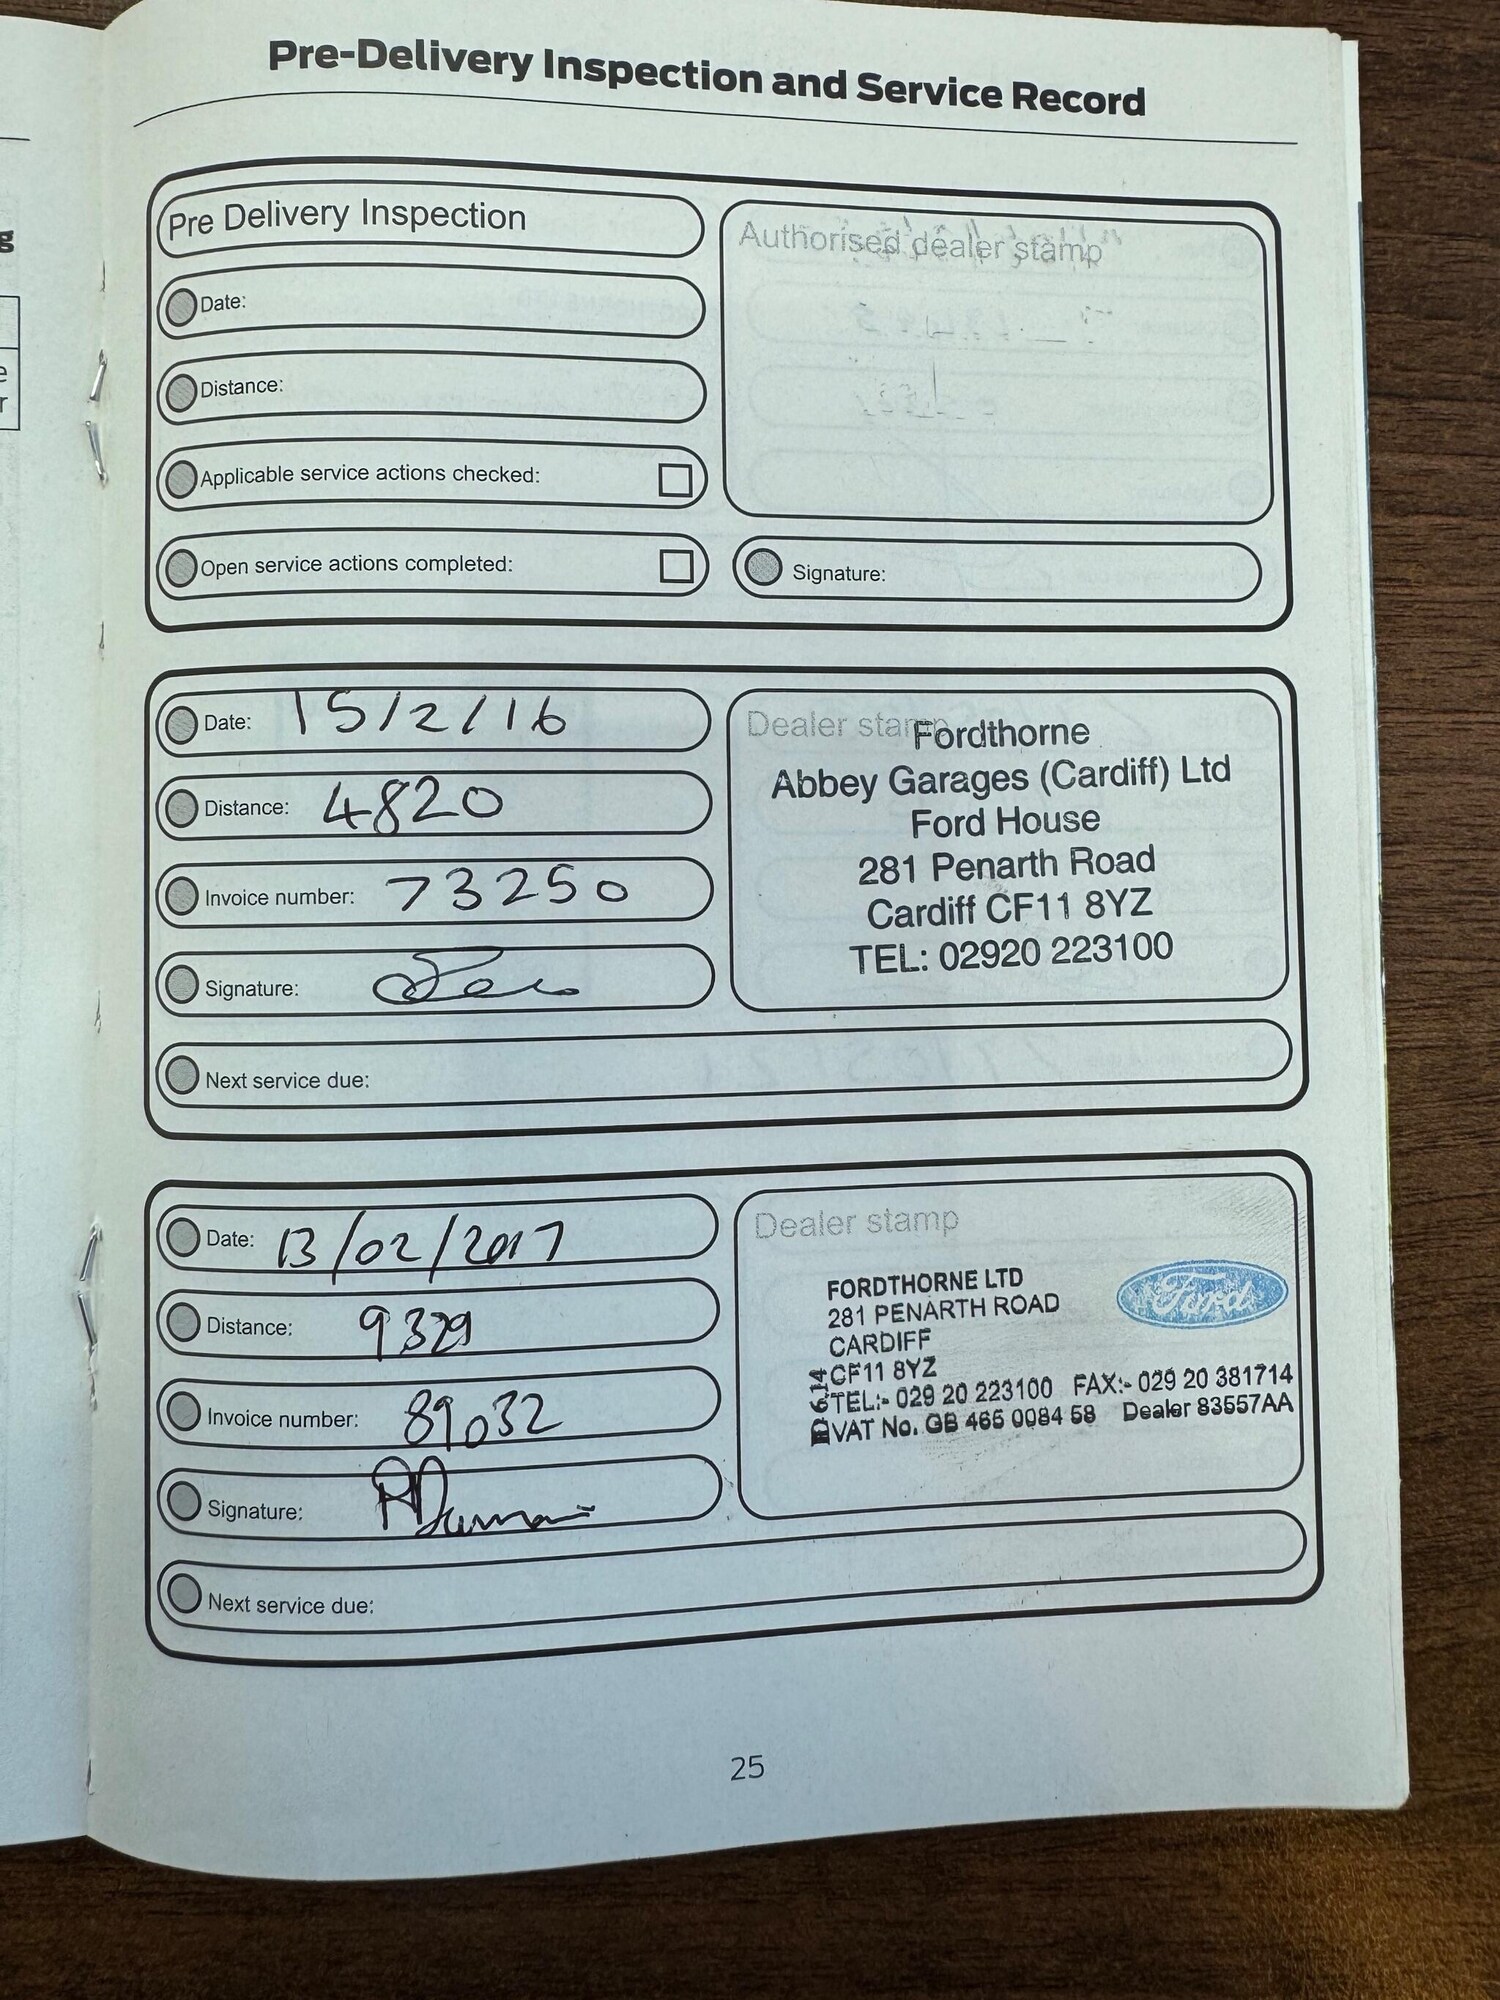 Pre-Delivery Inspection and Service Record
Pre Delivery Inspection
Authorised dealer stamp
Date:
Distance:
Applicable service actions checked:
Open service actions completed:
Signature:
Date: 15/2/16
Distance: 4820
Invoice number: 73250
Signature:
Next service due:
Dealer stamp
Fordthorne
Abbey Garages (Cardiff) Ltd
Ford House
281 Penarth Road
Cardiff CF11 8YZ
TEL: 02920 223100
Date: 13/02/2017
Distance: 9329
Invoice number: 89032
Signature:
Next service due:
Dealer stamp
FORDTHORNE LTD
281 PENARTH ROAD
CARDIFF
CF11 8YZ
TEL:- 029 20 223100 FAX:- 029 20 381714
VAT No. GB 465 0084 58 Dealer 83557AA
Ford
25